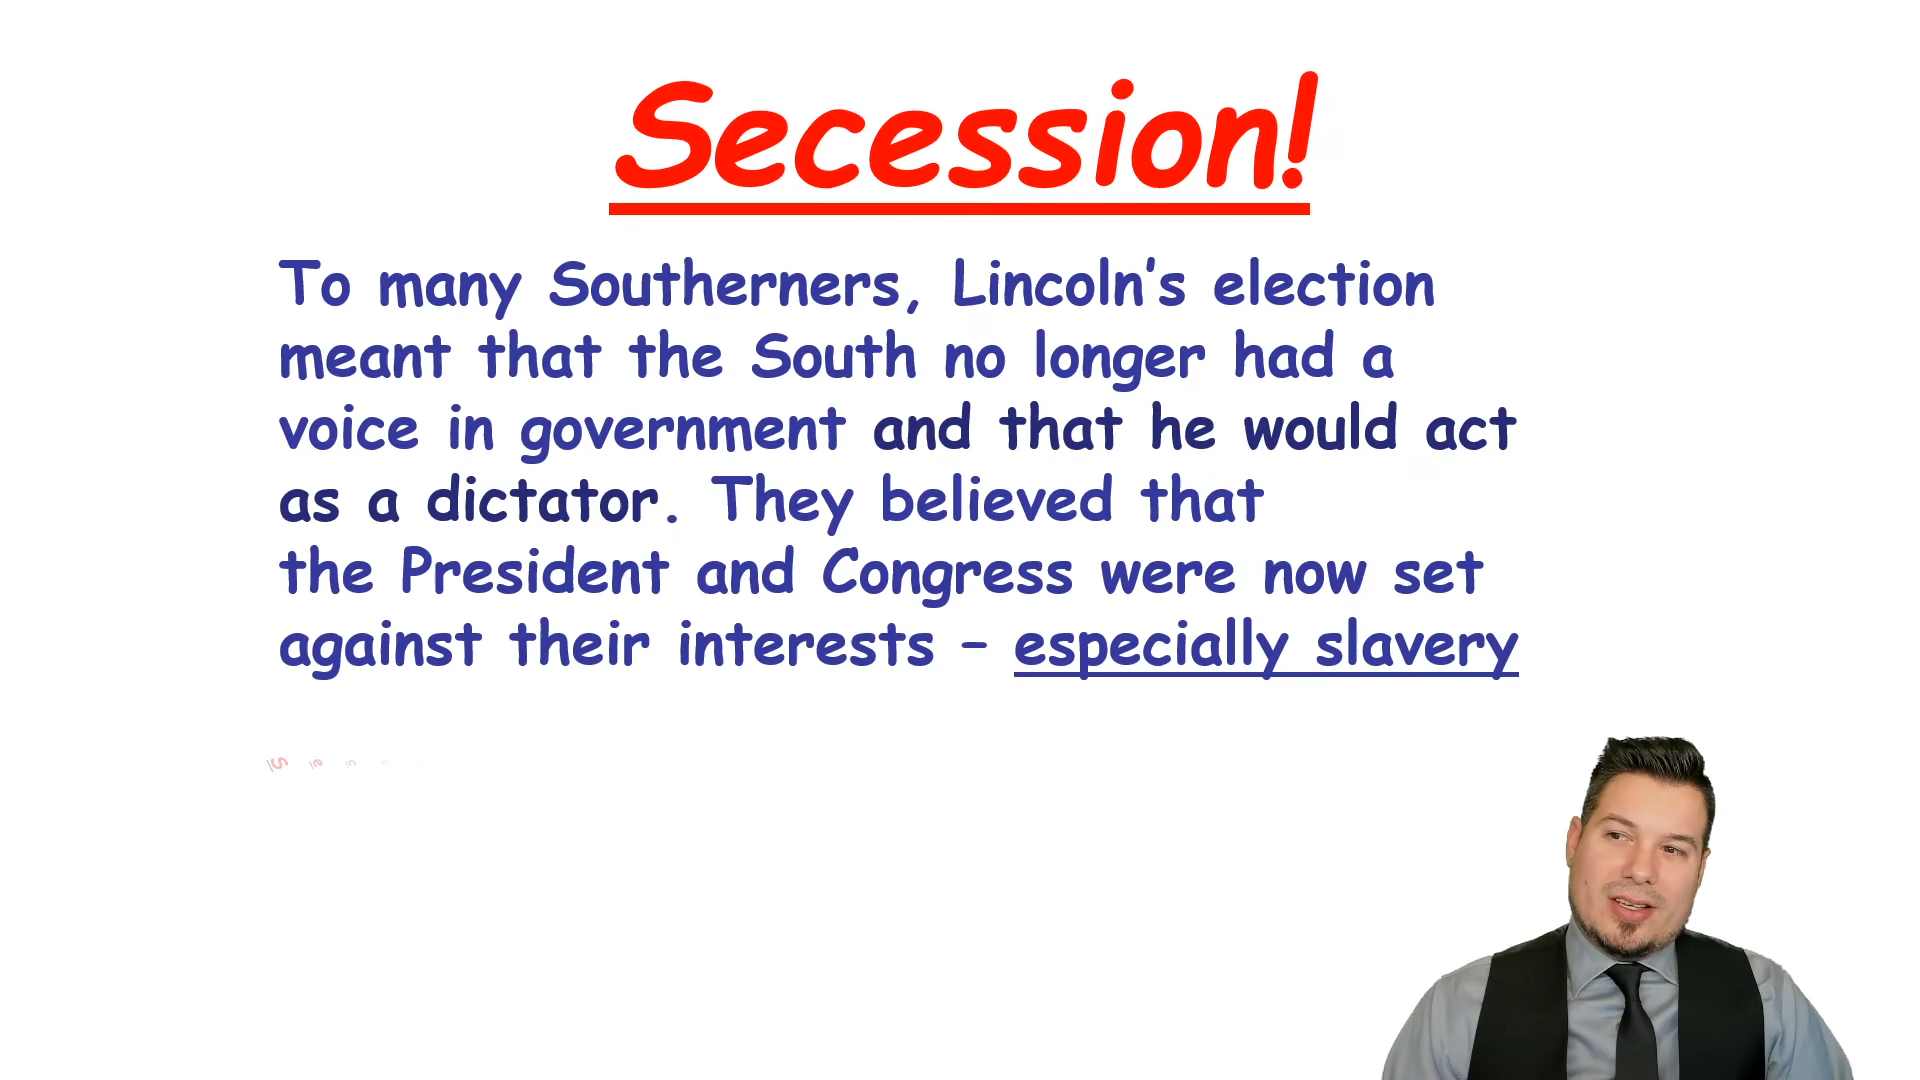 Secession!
To many Southerners, Lincoln’s election
meant that the South no longer had a
voice in government and that he would act
as a dictator. They believed that
the President and Congress were now set
against their interests – especially slavery